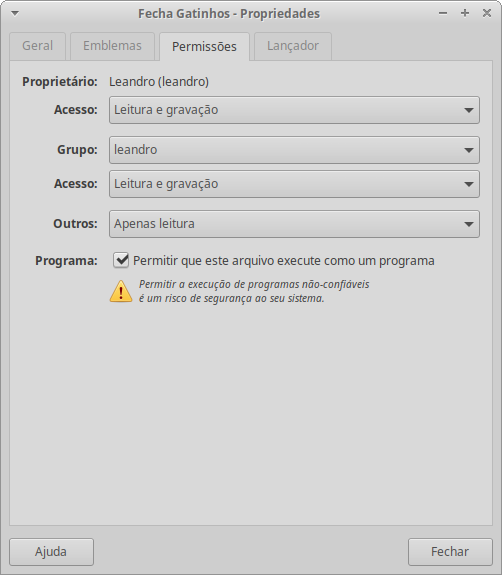 Fecha Gatinhos - Propriedades
Geral Emblemas Permissões Lançador
Proprietário: Leandro (leandro)
Acesso: Leitura e gravação
Grupo: leandro
Acesso: Leitura e gravação
Outros: Apenas leitura
Programa: Permitir que este arquivo execute como um programa
Permitir a execução de programas não-confiáveis
é um risco de segurança ao seu sistema.
Ajuda Fechar